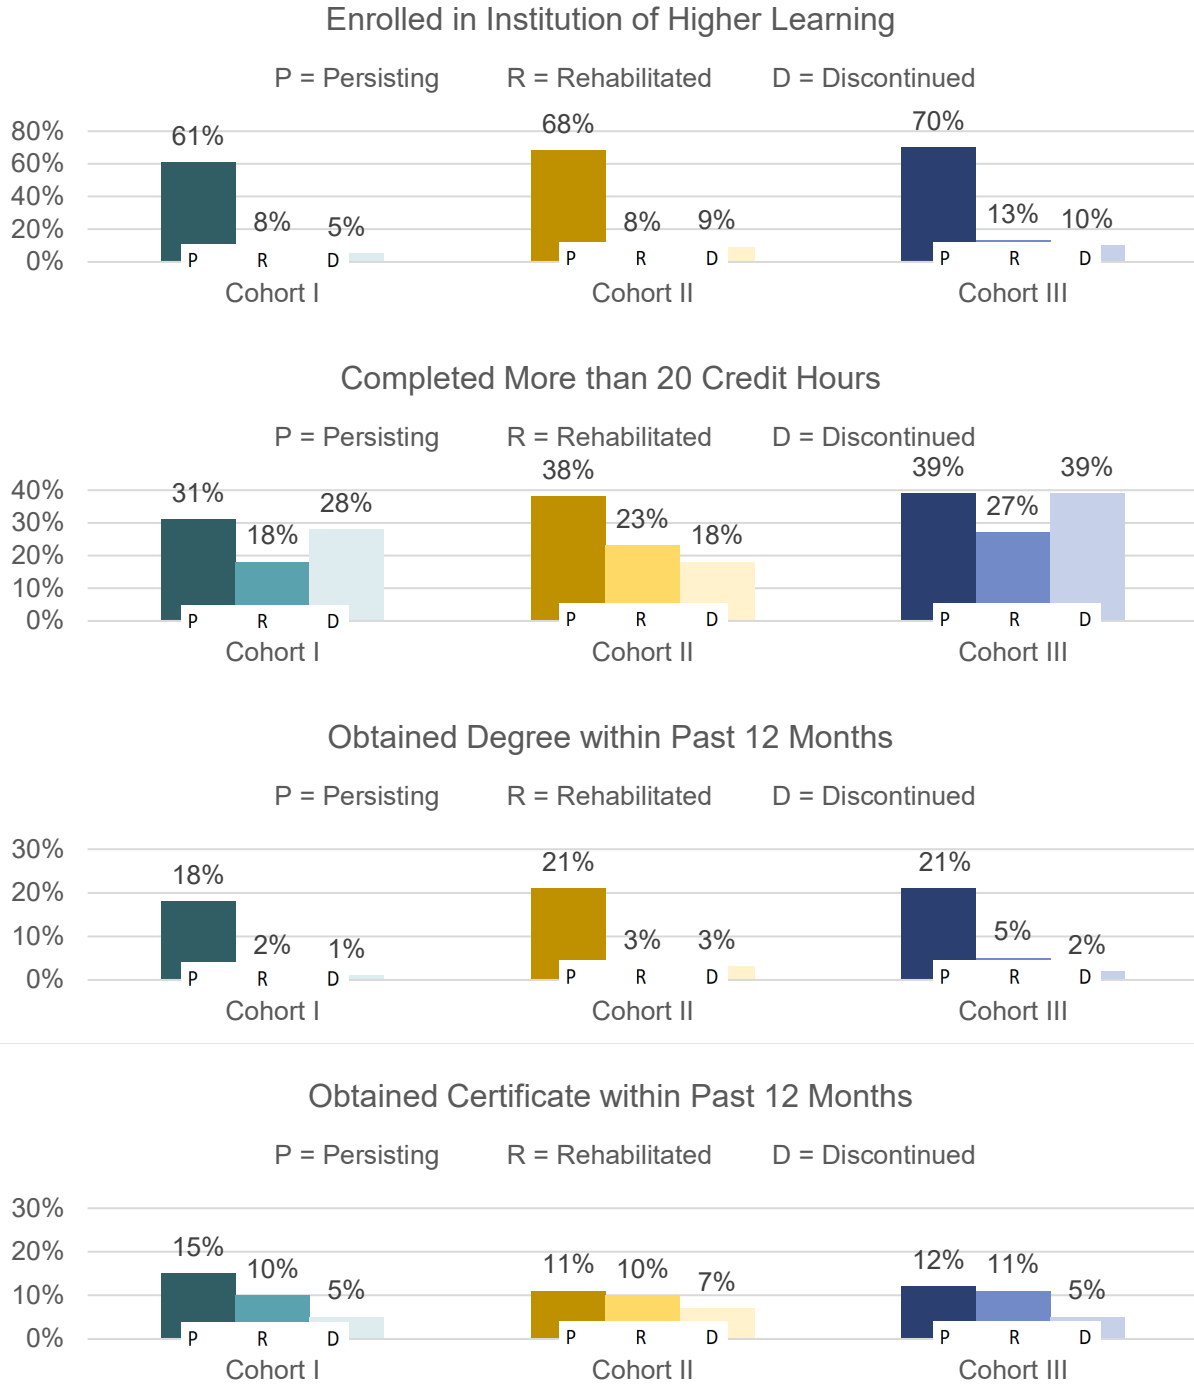 Enrolled in Institution of Higher Learning
P = Persisting R = Rehabilitated D = Discontinued
80%
60%
40%
20%
0%
61% 8% 5%
68% 8% 9%
70% 13% 10%
P R D P R D P R D
Cohort I Cohort II Cohort III
Completed More than 20 Credit Hours
P = Persisting R = Rehabilitated D = Discontinued
40%
30%
20%
10%
0%
31% 18% 28%
38% 23% 18%
39% 27% 39%
P R D P R D P R D
Cohort I Cohort II Cohort III
Obtained Degree within Past 12 Months
P = Persisting R = Rehabilitated D = Discontinued
30%
20%
10%
0%
18% 2% 1%
21% 3% 3%
21% 5% 2%
P R D P R D P R D
Cohort I Cohort II Cohort III
Obtained Certificate within Past 12 Months
P = Persisting R = Rehabilitated D = Discontinued
30%
20%
10%
0%
15% 10% 5%
11% 10% 7%
12% 11% 5%
P R D P R D P R D
Cohort I Cohort II Cohort III